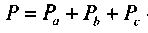 P = P_a + P_b + P_c .